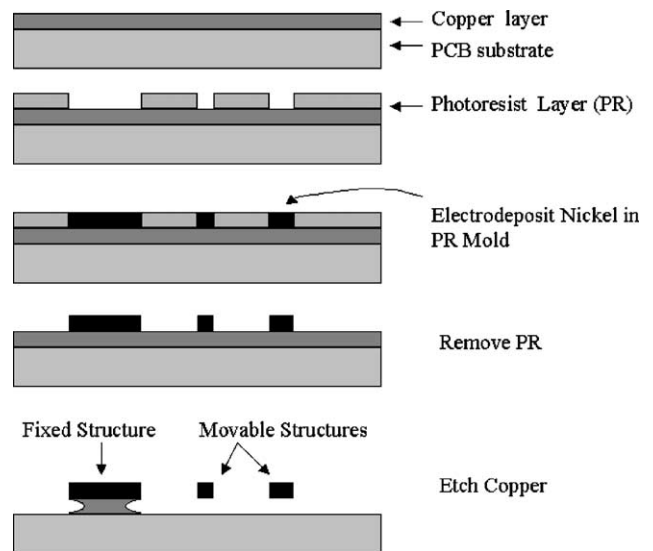 Copper layer
PCB substrate
Photoresist Layer (PR)
Electrodeposit Nickel in
PR Mold
Remove PR
Fixed Structure
Movable Structures
Etch Copper